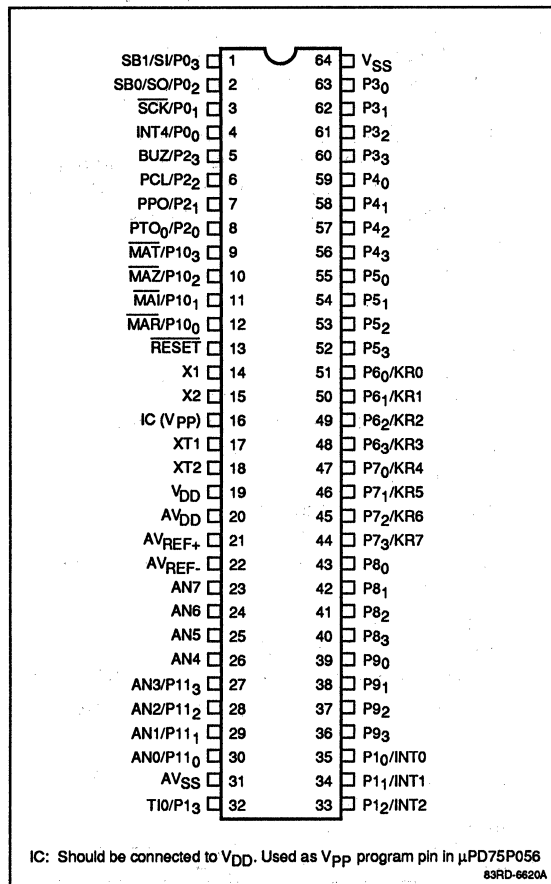 SB1/SI/P0₃ 1 64 VSS
SB0/SO/P0₂ 2 63 P3₀
S̅C̅K̅/P0₁ 3 62 P3₁
INT4/P0₀ 4 61 P3₂
BUZ/P2₃ 5 60 P3₃
PCL/P2₂ 6 59 P4₀
PPO/P2₁ 7 58 P4₁
PTO₀/P2₀ 8 57 P4₂
M̅A̅T̅/P10₃ 9 56 P4₃
M̅A̅Z̅/P10₂ 10 55 P5₀
M̅A̅I̅/P10₁ 11 54 P5₁
M̅A̅R̅/P10₀ 12 53 P5₂
R̅E̅S̅E̅T̅ 13 52 P5₃
X1 14 51 P6₀/KR0
X2 15 50 P6₁/KR1
IC (VPP) 16 49 P6₂/KR2
XT1 17 48 P6₃/KR3
XT2 18 47 P7₀/KR4
VDD 19 46 P7₁/KR5
AVDD 20 45 P7₂/KR6
AVREF+ 21 44 P7₃/KR7
AVREF- 22 43 P8₀
AN7 23 42 P8₁
AN6 24 41 P8₂
AN5 25 40 P8₃
AN4 26 39 P9₀
AN3/P11₃ 27 38 P9₁
AN2/P11₂ 28 37 P9₂
AN1/P11₁ 29 36 P9₃
AN0/P11₀ 30 35 P1₀/INT0
AVSS 31 34 P1₁/INT1
TI0/P1₃ 32 33 P1₂/INT2
IC: Should be connected to VDD. Used as VPP program pin in μPD75P056
83RD-6620A